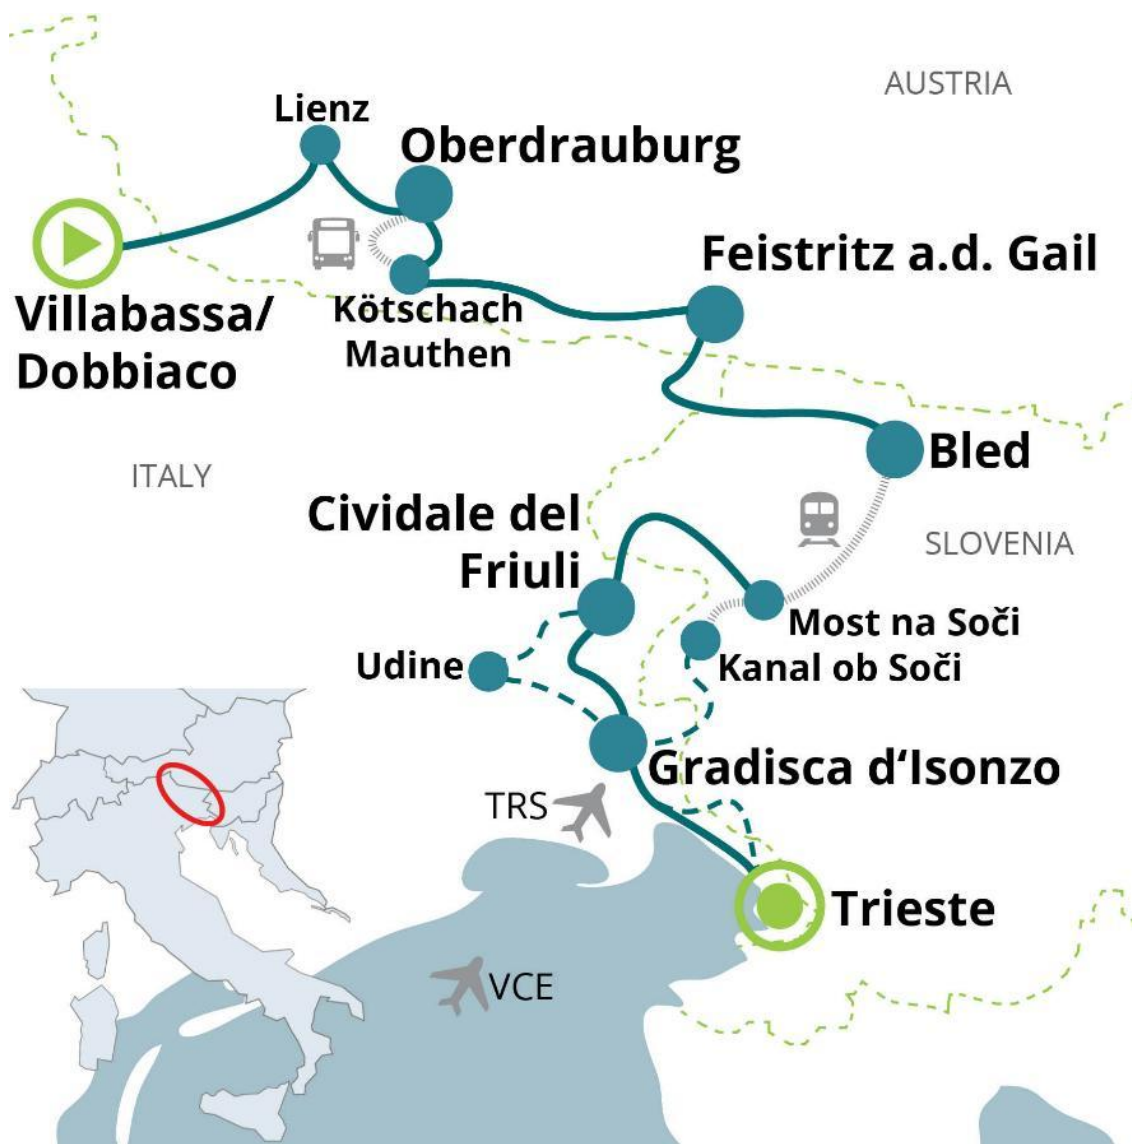 AUSTRIA
Lienz
Oberdrauburg
Feistritz a.d. Gail
Villabassa/
Dobbiaco
Kötschach
Mauthen
Bled
ITALY
Cividale del
Friuli
SLOVENIA
Most na Soči
Kanal ob Soči
Udine
Gradisca d‘Isonzo
TRS
Trieste
VCE